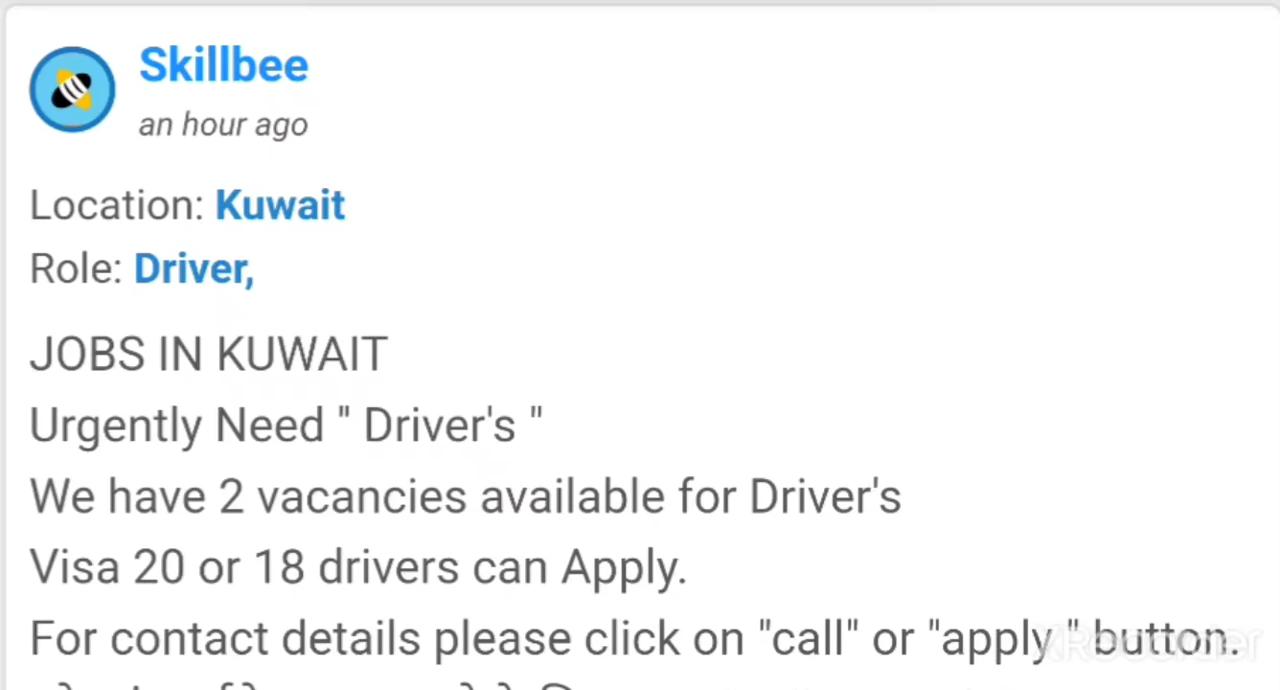 Skillbee
an hour ago
Location: Kuwait
Role: Driver,
JOBS IN KUWAIT
Urgently Need " Driver's "
We have 2 vacancies available for Driver's
Visa 20 or 18 drivers can Apply.
For contact details please click on "call" or "apply " button.
XRecorder